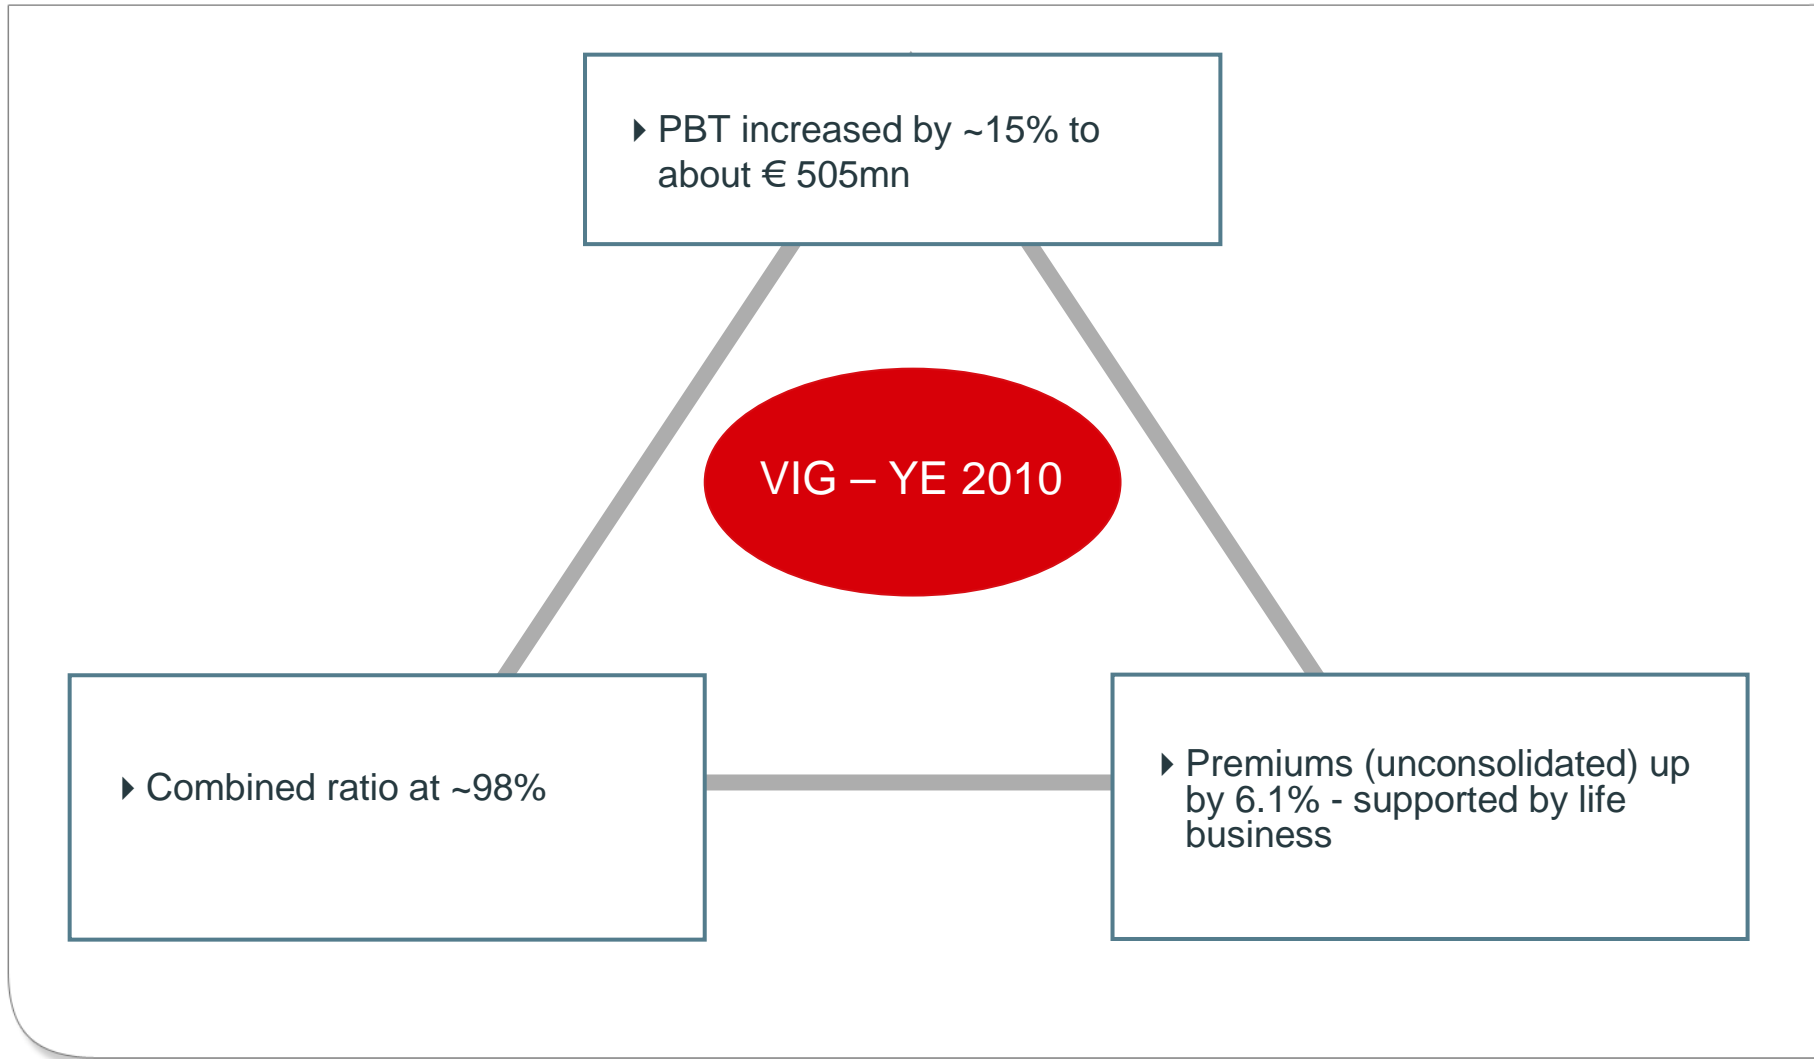 PBT increased by ~15% to
about € 505mn
VIG – YE 2010
Combined ratio at ~98%
Premiums (unconsolidated) up
by 6.1% - supported by life
business